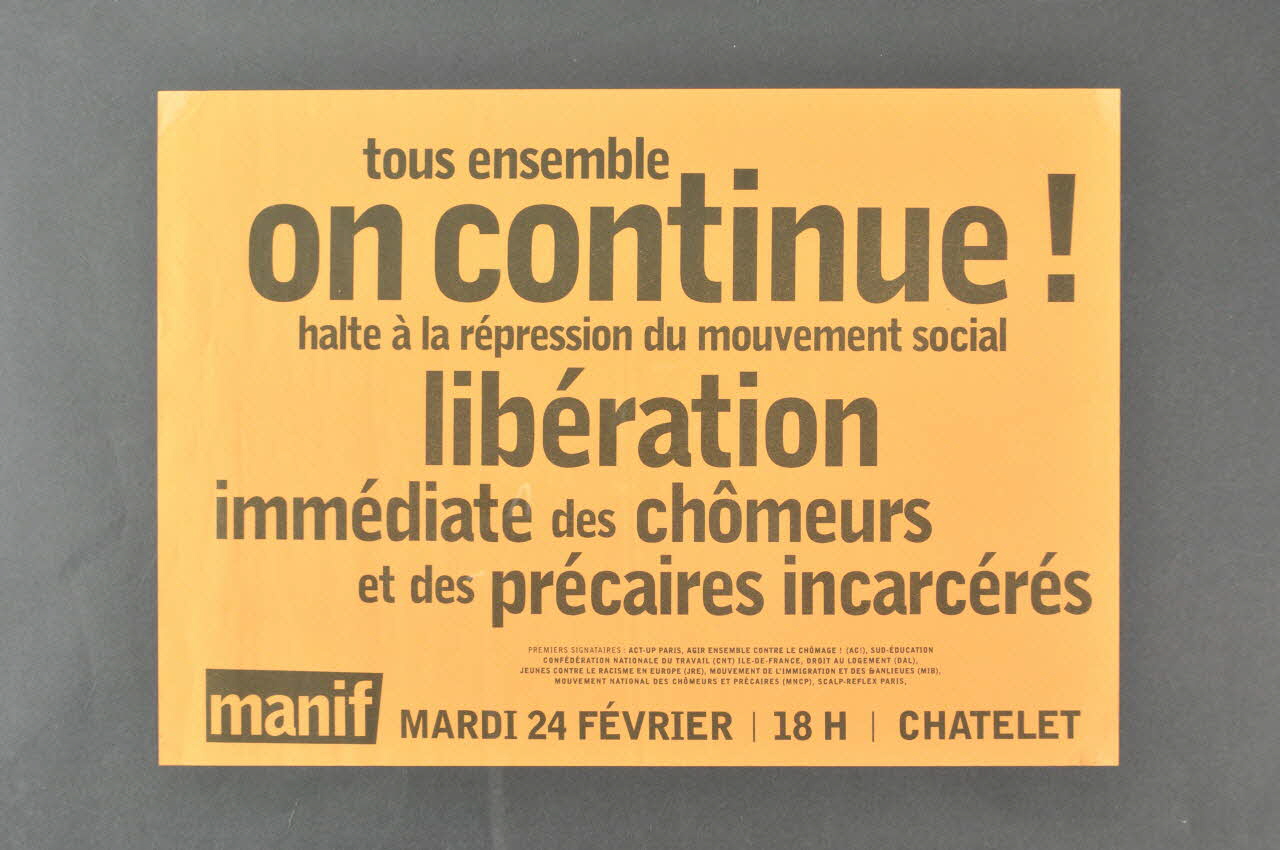 tous ensemble
on continue !
halte à la répression du mouvement social
libération
immédiate des chômeurs
et des précaires incarcérés
PREMIERS SIGNATAIRES : ACT-UP PARIS, AGIR ENSEMBLE CONTRE LE CHÔMAGE ! (AC!), SUD-ÉDUCATION
CONFÉDÉRATION NATIONALE DU TRAVAIL (CNT) ILE-DE-FRANCE, DROIT AU LOGEMENT (DAL),
JEUNES CONTRE LE RACISME EN EUROPE (JRE), MOUVEMENT DE L'IMMIGRATION ET DES &ANLIEUES (MIB),
MOUVEMENT NATIONAL DES CHÔMEURS ET PRÉCAIRES (MNCP), SCALP-REFLEX PARIS,
manif MARDI 24 FÉVRIER | 18 H | CHATELET